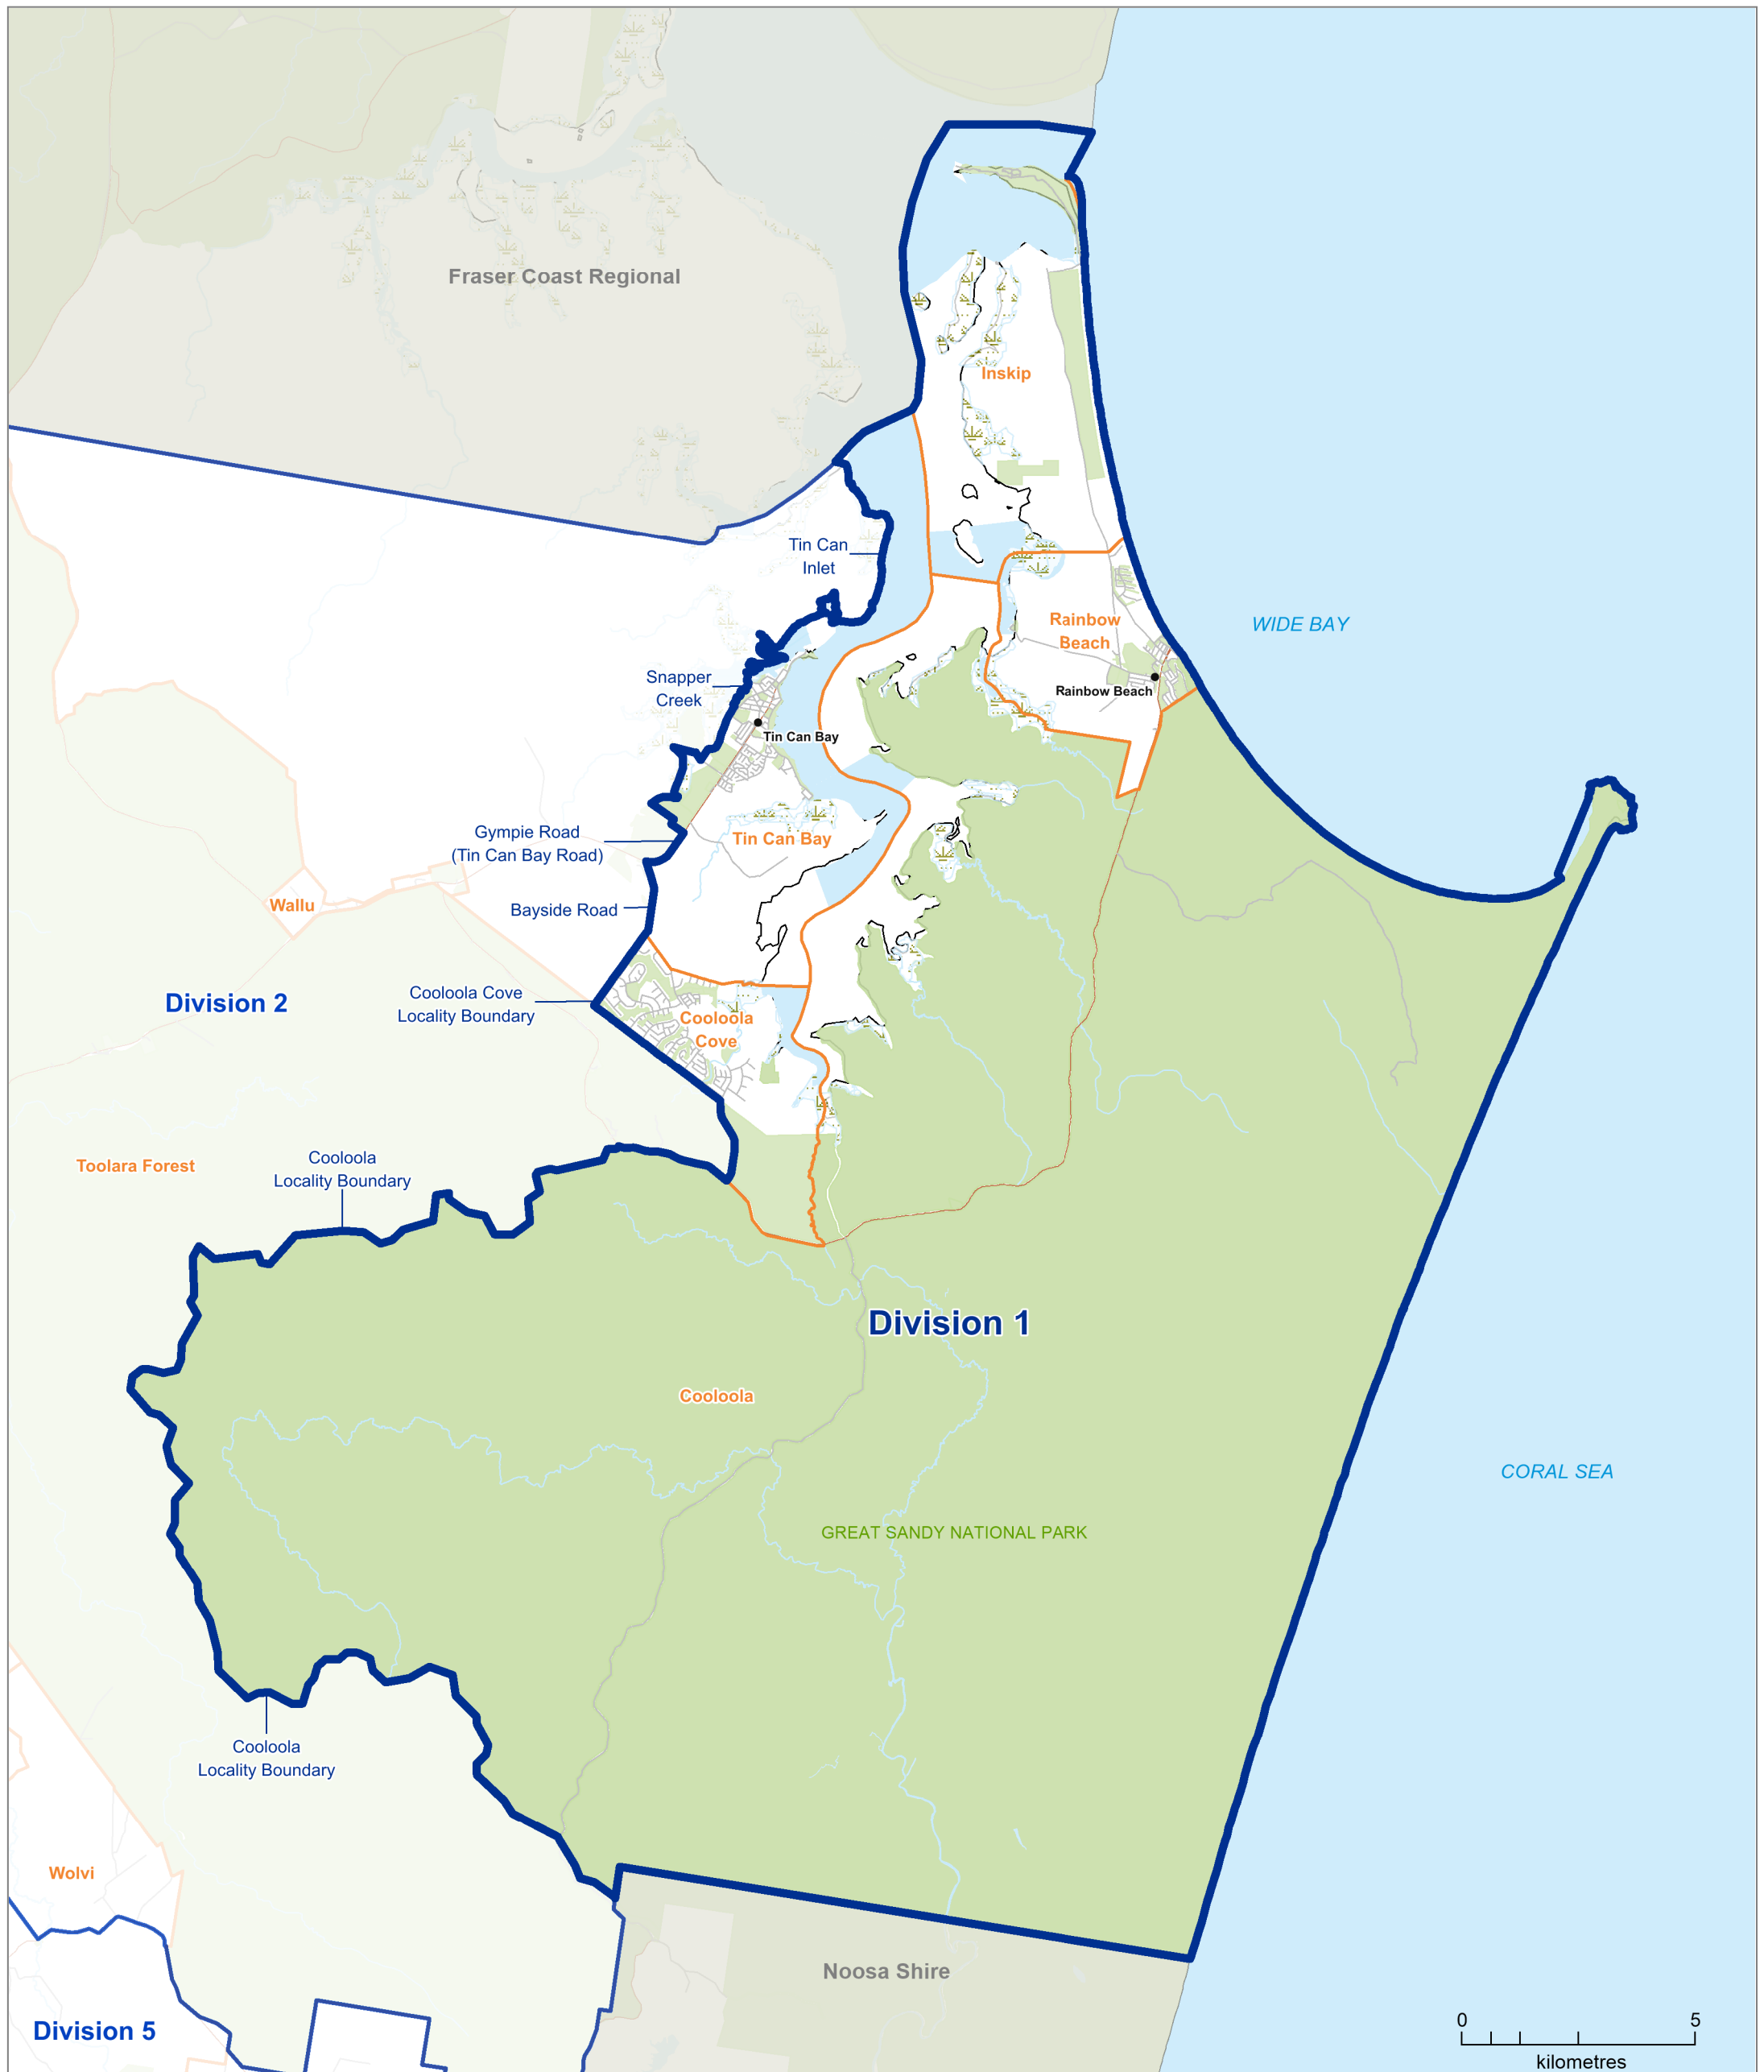 Fraser Coast Regional
Inskip
Tin Can
Inlet
Rainbow
Beach
WIDE BAY
Snapper
Creek
Rainbow Beach
Tin Can Bay
Gympie Road
(Tin Can Bay Road)
Tin Can Bay
Wallu
Bayside Road
Division 2
Cooloola Cove
Locality Boundary
Cooloola
Cove
Toolara Forest
Cooloola
Locality Boundary
Division 1
Cooloola
CORAL SEA
GREAT SANDY NATIONAL PARK
Cooloola
Locality Boundary
Wolvi
Noosa Shire
Division 5
0 5
kilometres